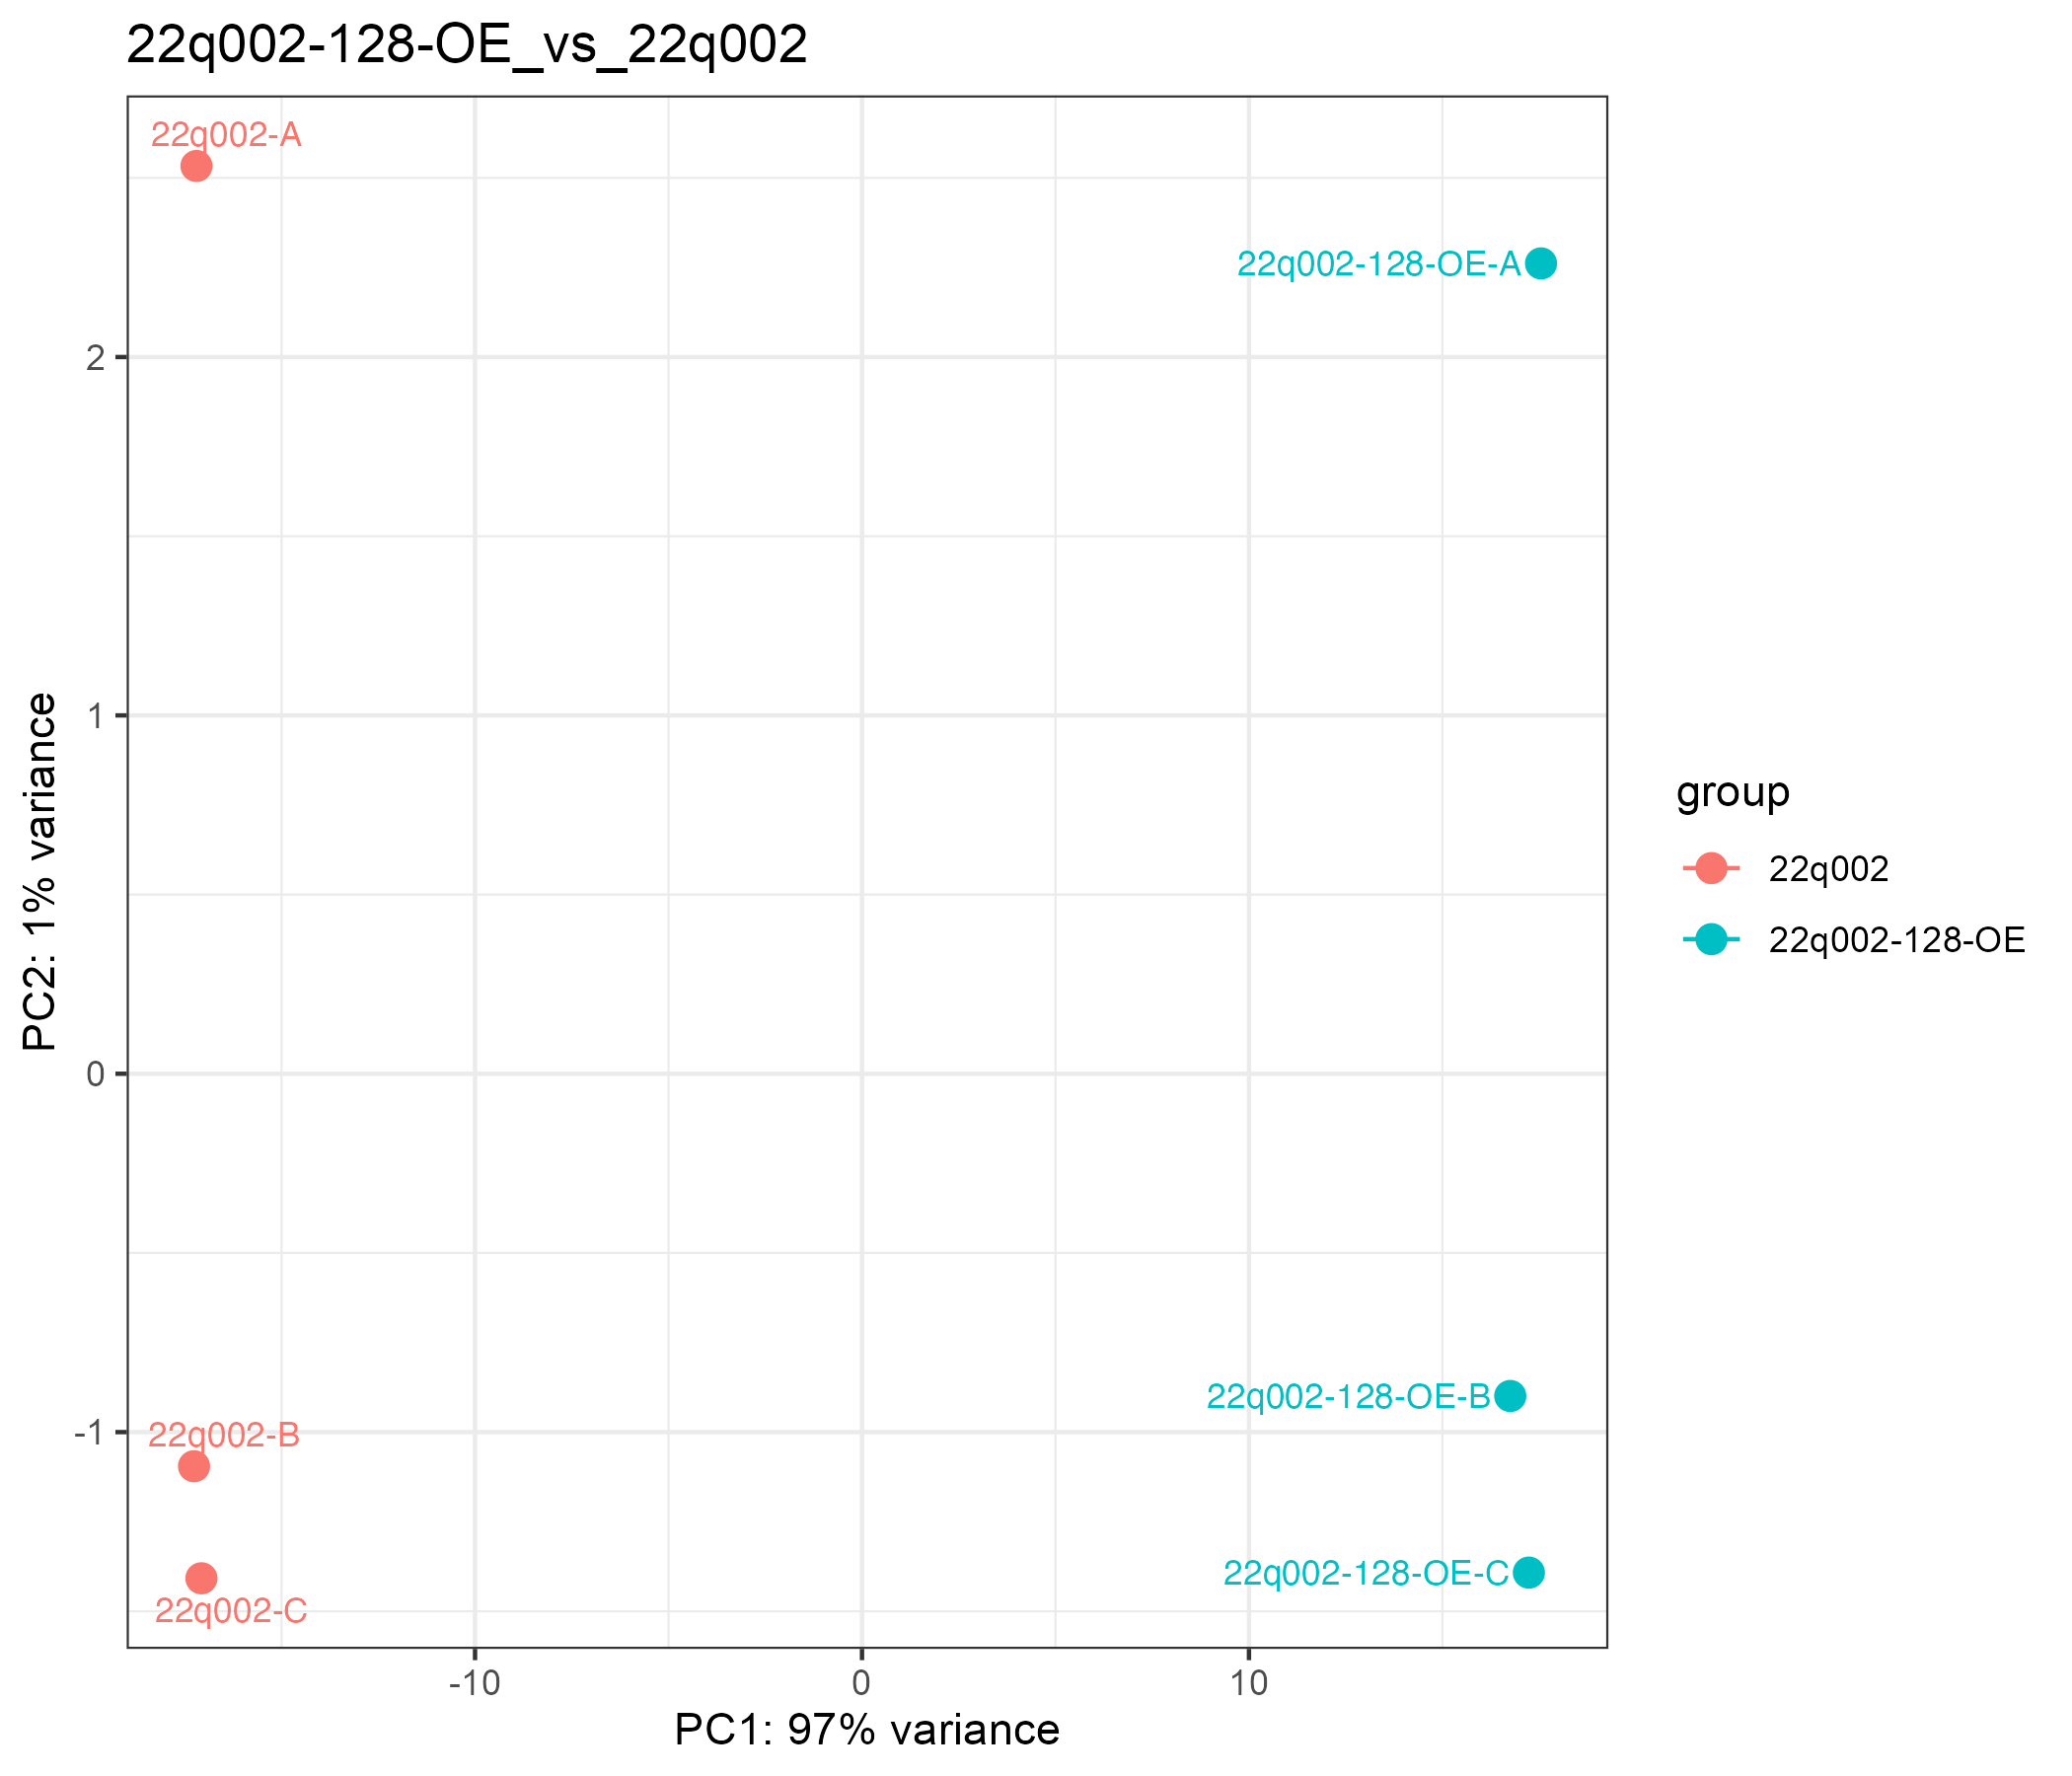 22q002-128-OE_vs_22q002
22q002-A
22q002-128-OE-A
2
1
0
-1
22q002-128-OE-B
22q002-B
22q002-128-OE-C
22q002-C
-10
0
10
PC1: 97% variance
PC2: 1% variance
group
22q002
22q002-128-OE